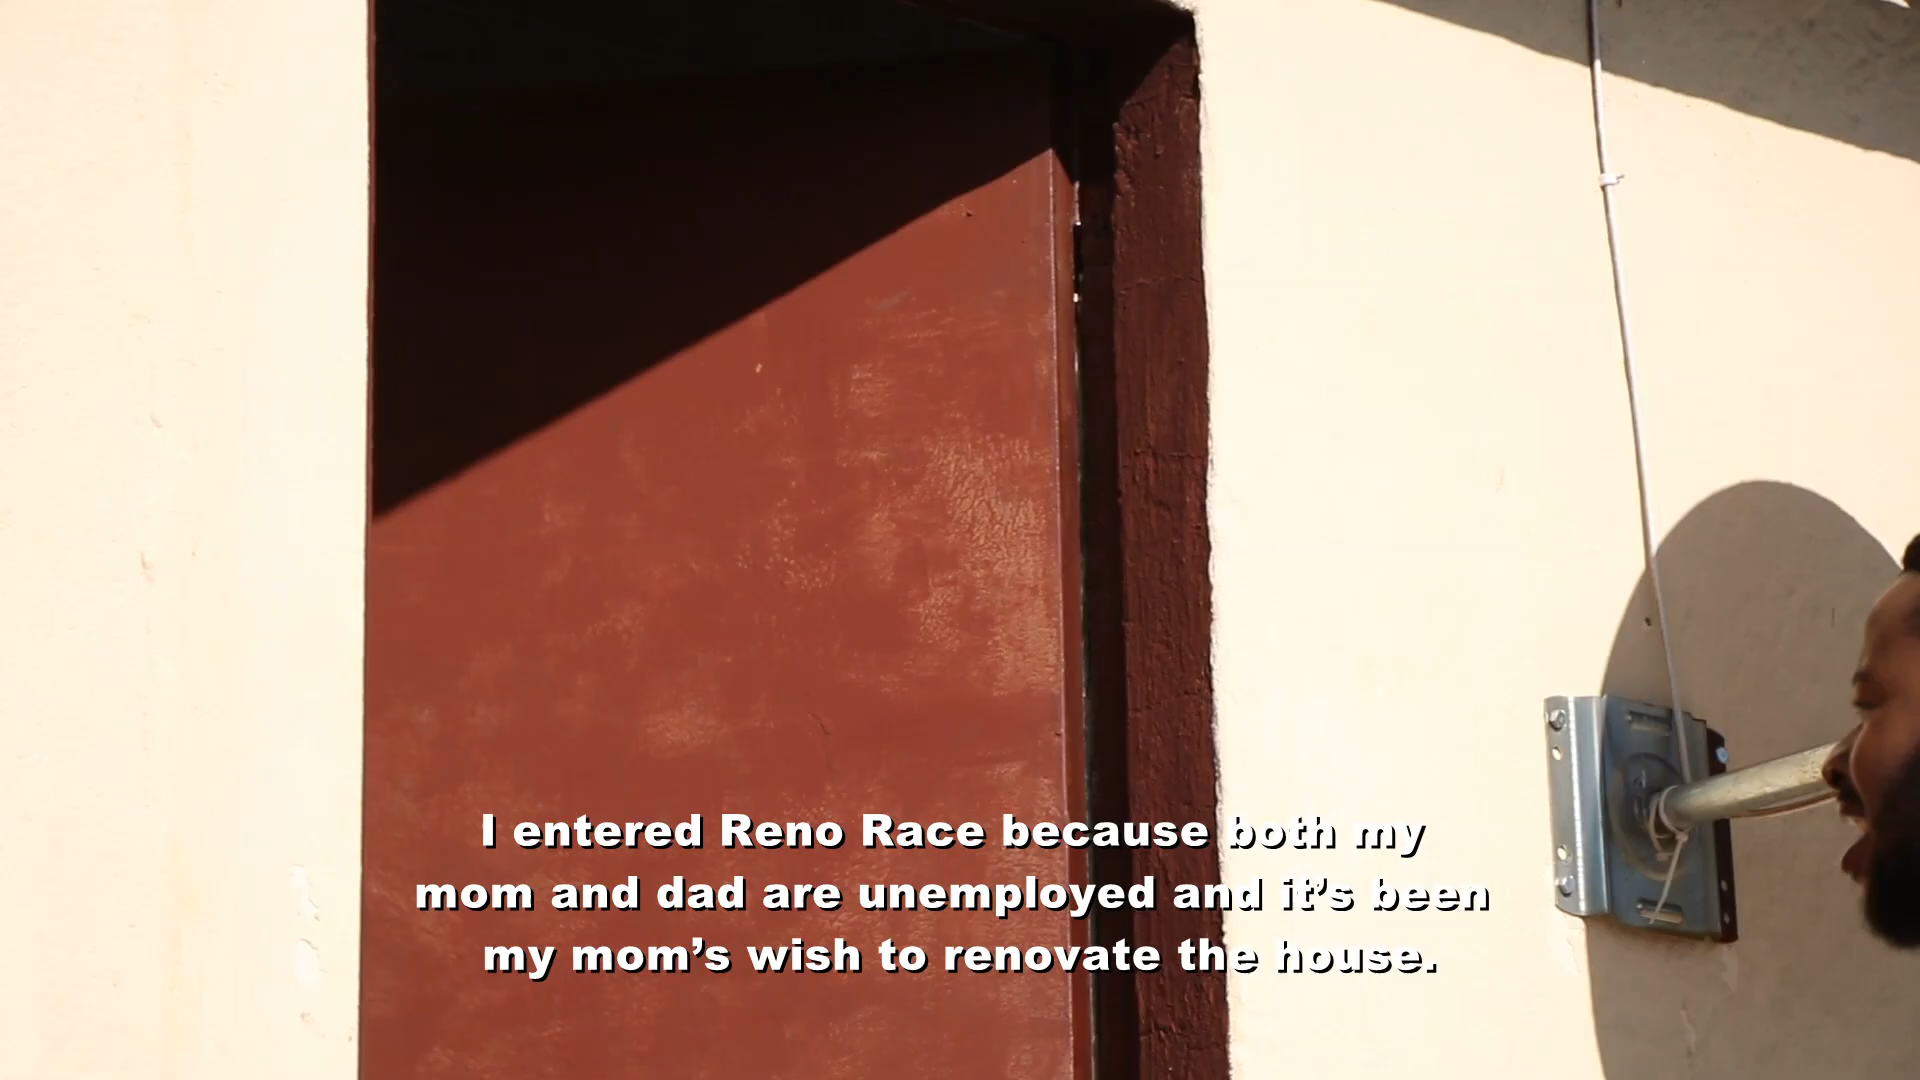 I entered Reno Race because both my
mom and dad are unemployed and it’s been
my mom’s wish to renovate the house.